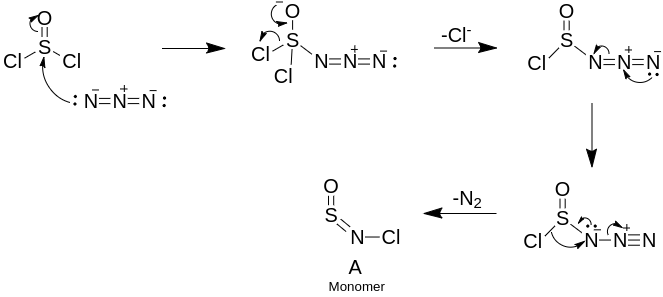 O
S
Cl Cl
:N=N=N:
− + −
O−
Cl S
Cl
N=N=N:
+ −
-Cl-
O
S
Cl N=N=N
+ −
O
S
Cl N−N≡N
− +
-N2
O
S
N−Cl
A
Monomer